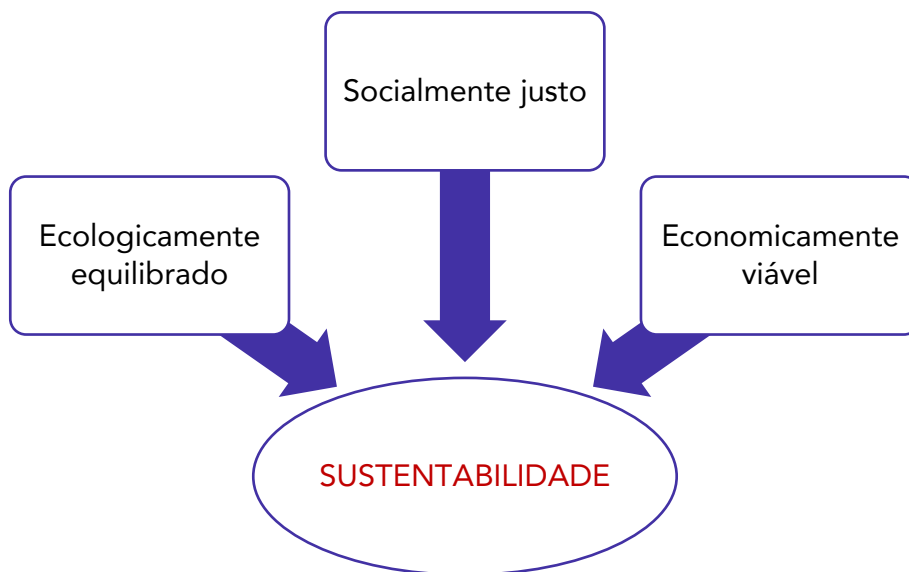 Socialmente justo
Ecologicamente
equilibrado
Economicamente
viável
SUSTENTABILIDADE